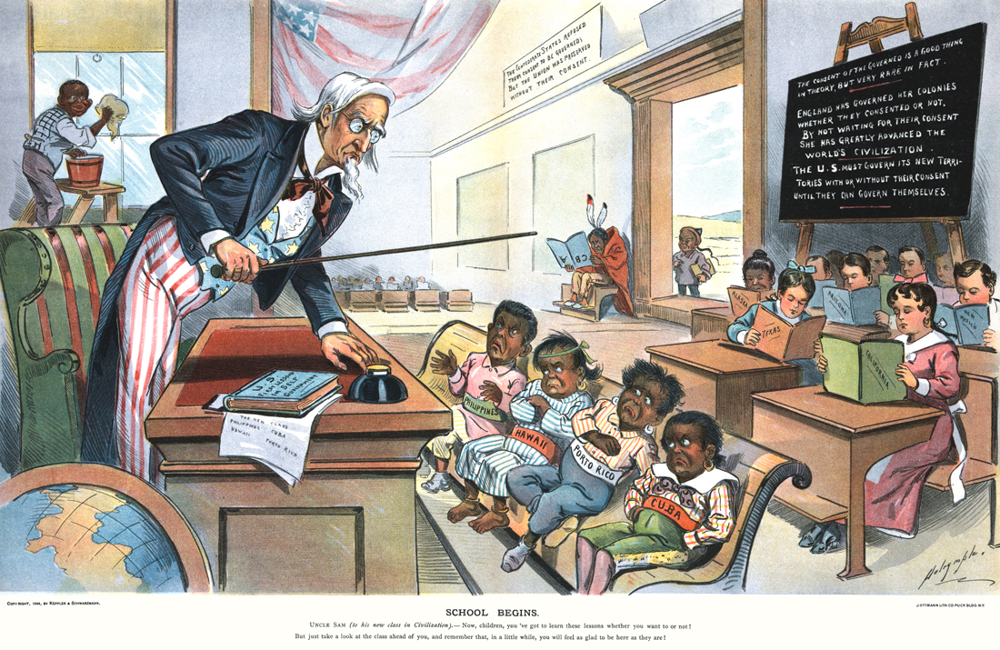 THE CONFEDERATE STATES REFUSED
THEIR CONSENT TO BE GOVERNED;
BUT THE UNION WAS PRESERVED
WITHOUT THEIR CONSENT.
THE CONSENT OF THE GOVERNED IS A GOOD THING
IN THEORY, BUT VERY RARE IN FACT.
ENGLAND HAS GOVERNED HER COLONIES
WHETHER THEY CONSENTED OR NOT.
BY NOT WAITING FOR THEIR CONSENT
SHE HAS GREATLY ADVANCED THE
WORLD'S CIVILIZATION.
THE U.S. MUST GOVERN ITS NEW TERRI-
TORIES WITH OR WITHOUT THEIR CONSENT
UNTIL THEY CAN GOVERN THEMSELVES.
ABC
ALASKA
TEXAS
ARIZONA
NEW
MEXICO
CALIFORNIA
U.S.
FIRST LESSONS
IN SELF
GOVERNMENT
THE NEW CLASS
PHILIPPINES CUBA
HAWAII PORTO RICO
PHILIPPINES
HAWAII
PORTO RICO
CUBA
Dalrymple.
COPYRIGHT, 1899, BY KEPPLER & SCHWARZMANN.
J. OTTMANN LITH. CO. PUCK BLDG. N.Y.
SCHOOL BEGINS.
UNCLE SAM (to his new class in Civilization).— Now, children, you 've got to learn these lessons whether you want to or not!
But just take a look at the class ahead of you, and remember that, in a little while, you will feel as glad to be here as they are!